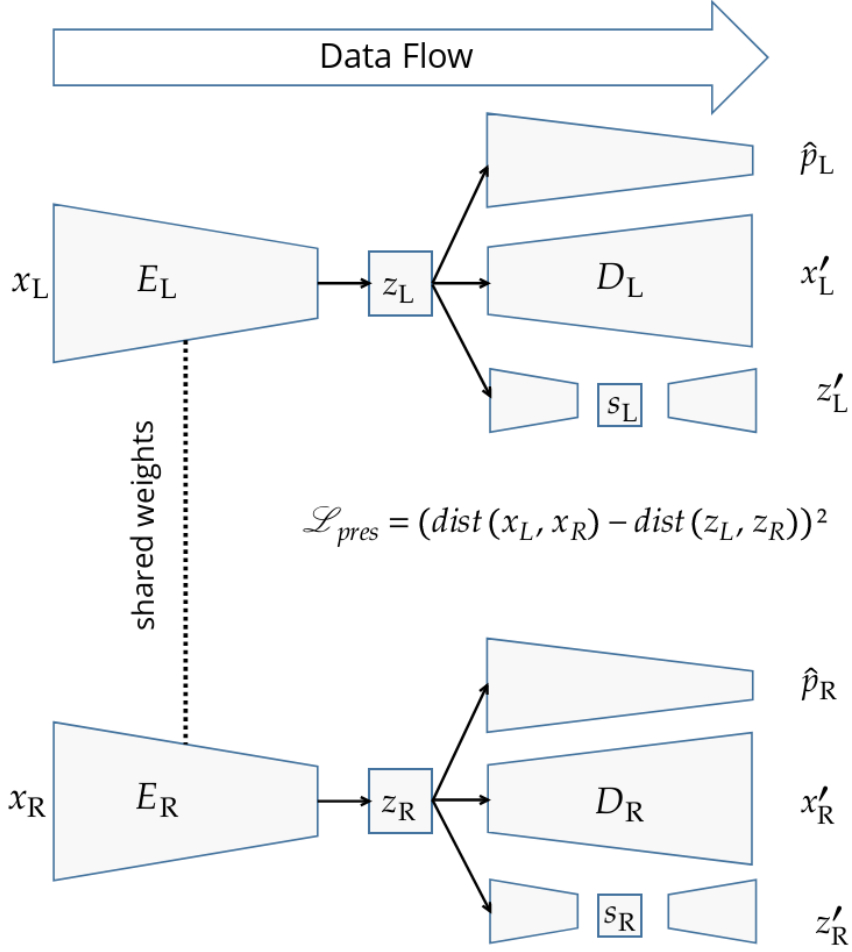 Data Flow
p̂_L
x_L E_L z_L D_L x′_L
s_L z′_L
shared weights
ℒ_pres = (dist(x_L, x_R) − dist(z_L, z_R))²
p̂_R
x_R E_R z_R D_R x′_R
s_R z′_R